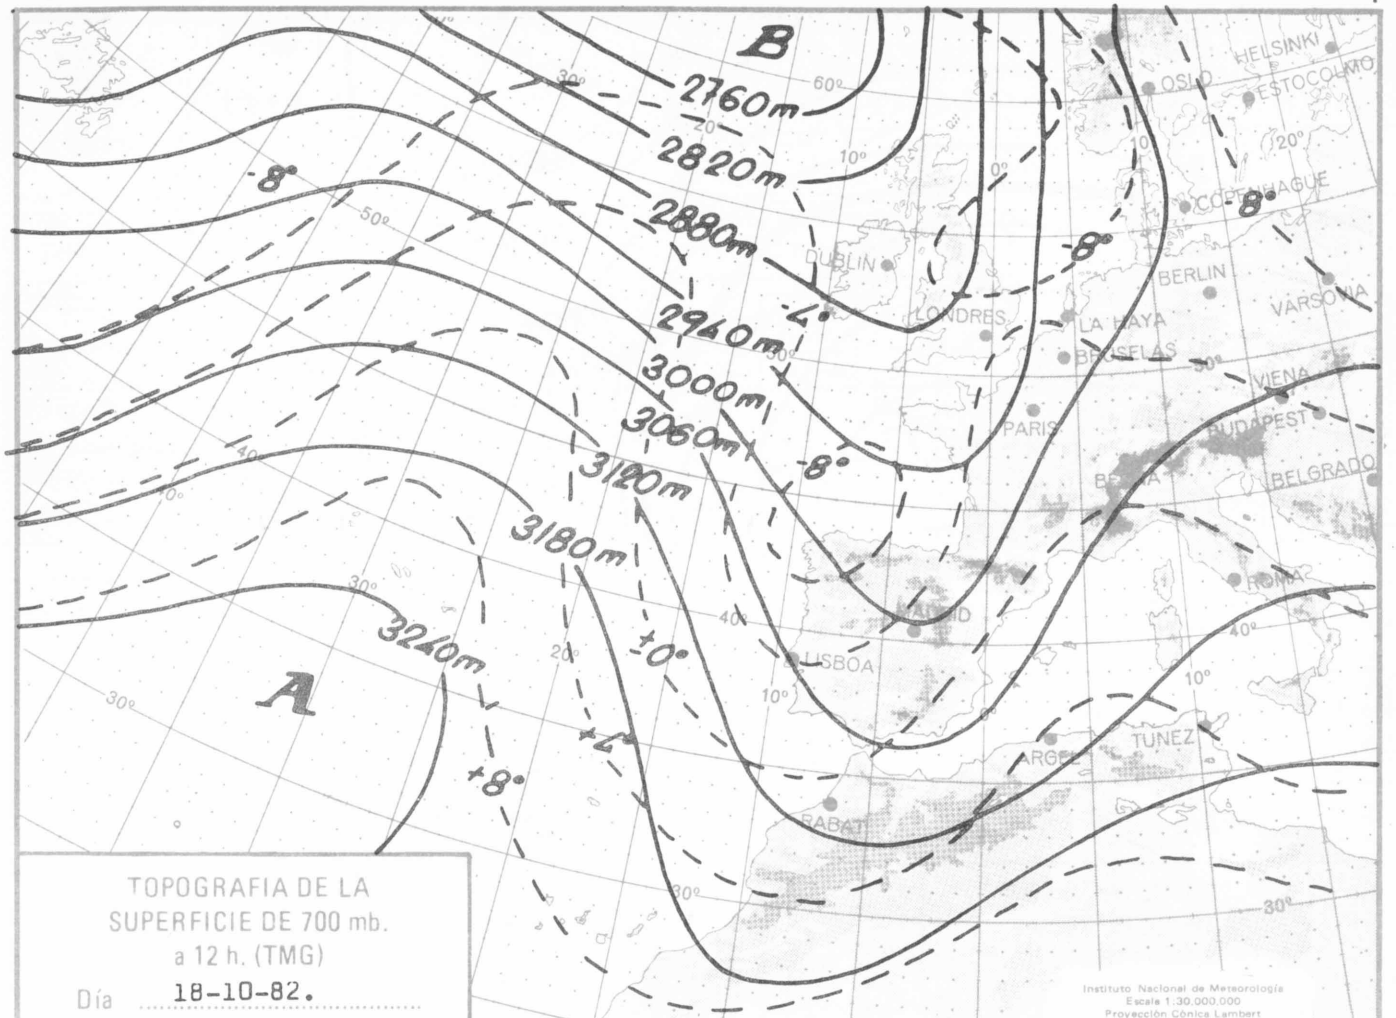 B
HELSINKI
60°
OSLO
ESTOCOLMO
30°
2760m
20°
2820m
10°
0°
10
20°
-8°
50°
COPENHAGUE
-8°
2880m
-8°
DUBLIN
BERLIN
VARSOVIA
-4°
LONDRES
LA HAYA
2940m
BRUSELAS
50°
3000m
VIENA
3060m
PARIS
BUDAPEST
40°
3120m
-8°
BELGRADO
3180m
30°
ROMA
MADRID
40°
40°
3240m
±0°
20°
LISBOA
A
10°
10°
30°
0°
+4°
TUNEZ
ARGEL
+8°
RABAT
30°
30°
TOPOGRAFIA DE LA
SUPERFICIE DE 700 mb.
a 12 h. (TMG)
Día 18-10-82.
Instituto Nacional de Meteorología
Escala 1:30,000,000
Proyección Cónica Lambert